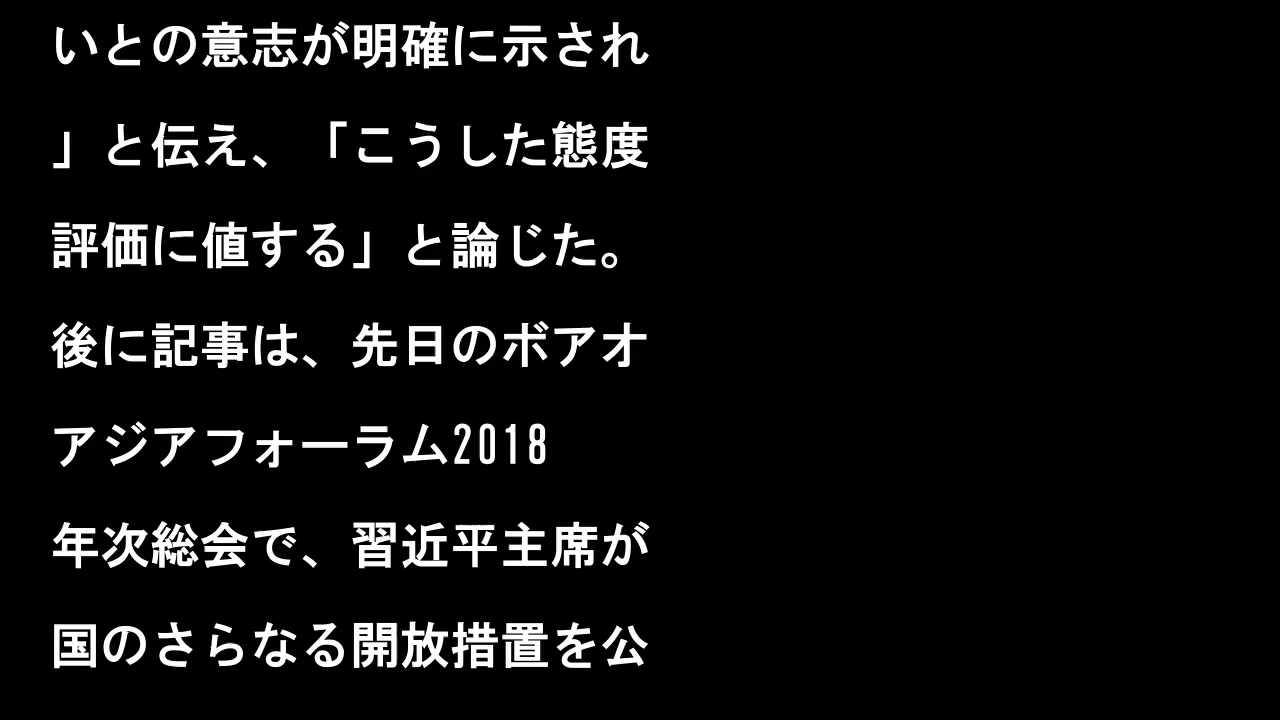 いとの意志が明確に示され
」と伝え、「こうした態度
評価に値する」と論じた。
後に記事は、先日のボアオ
アジアフォーラム2018
年次総会で、習近平主席が
国のさらなる開放措置を公